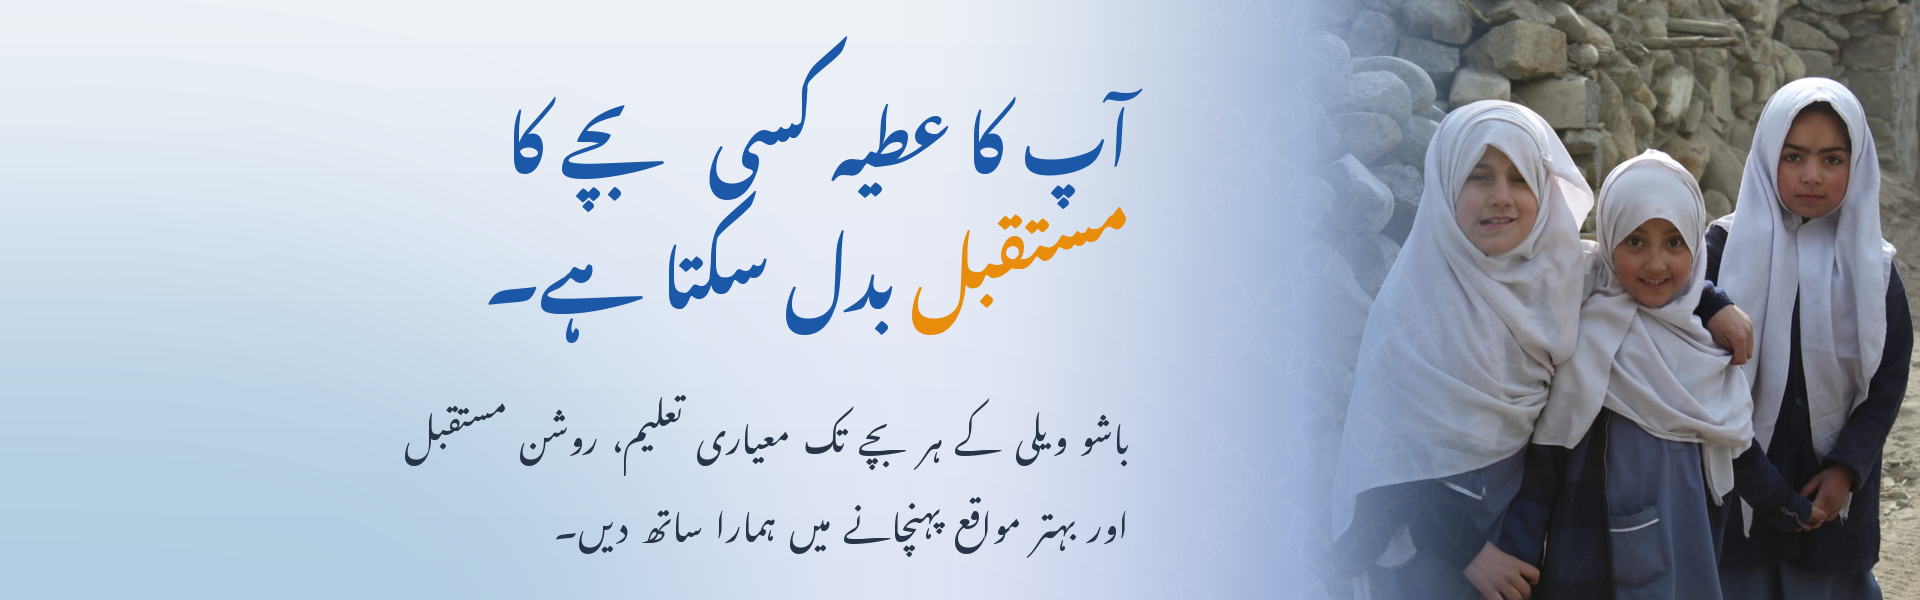 آپ کا عطیہ کسی بچے کا
مستقبل بدل سکتا ہے۔
باشو ویلی کے ہر بچے تک معیاری تعلیم، روشن مستقبل
اور بہتر مواقع پہنچانے میں ہمارا ساتھ دیں۔